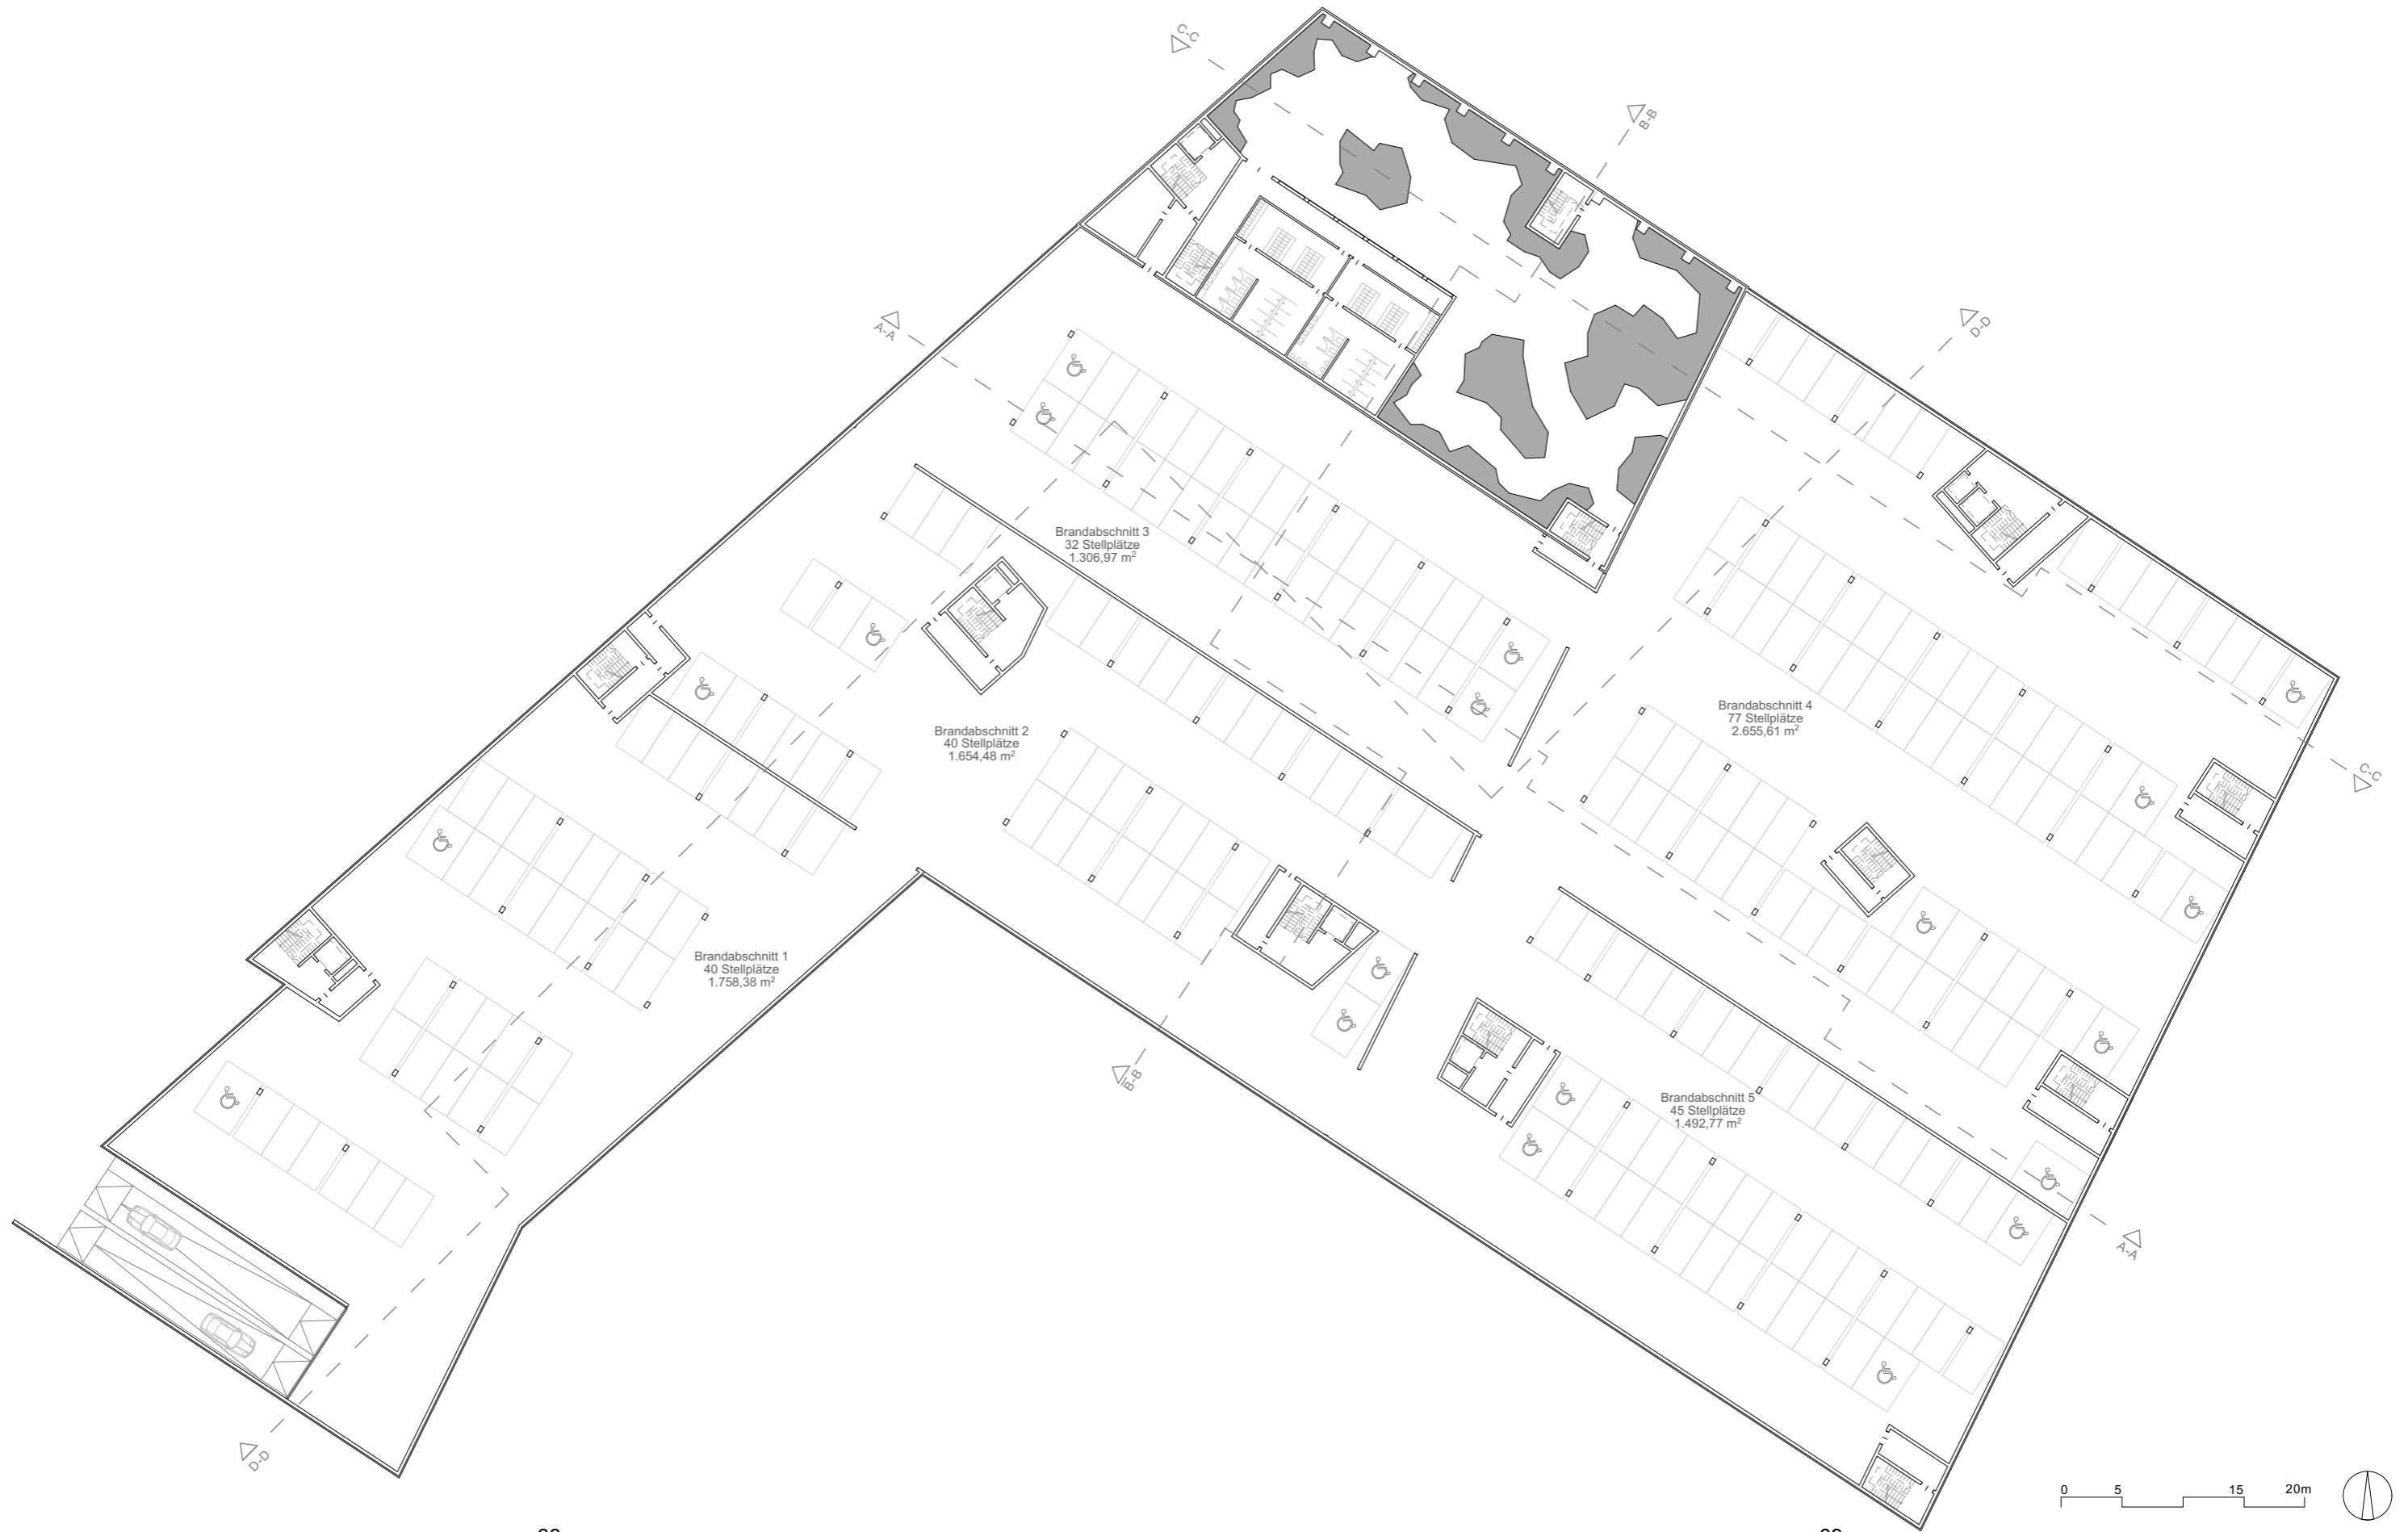 C-C
B-B
A-A
D-D
Brandabschnitt 3
32 Stellplätze
1.306,97 m²
Brandabschnitt 4
77 Stellplätze
2.655,61 m²
Brandabschnitt 2
40 Stellplätze
1.654,48 m²
C-C
Brandabschnitt 1
40 Stellplätze
1.758,38 m²
B-B
Brandabschnitt 5
45 Stellplätze
1.492,77 m²
A-A
D-D
0 5 15 20m